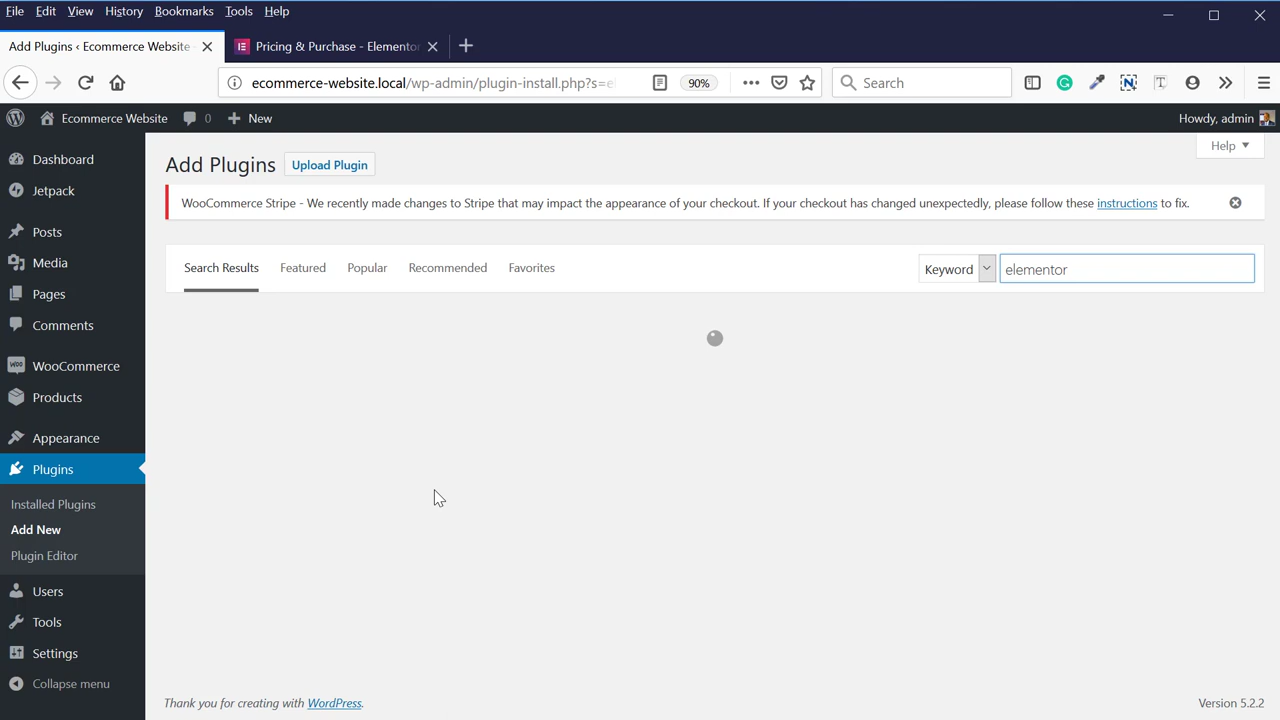 File Edit View History Bookmarks Tools Help
Add Plugins ‹ Ecommerce Website
Pricing & Purchase - Elementor
ecommerce-website.local/wp-admin/plugin-install.php?s=el
90%
Search
Ecommerce Website
0
New
Howdy, admin
Dashboard
Jetpack
Posts
Media
Pages
Comments
WooCommerce
Products
Appearance
Plugins
Installed Plugins
Add New
Plugin Editor
Users
Tools
Settings
Collapse menu
Help
Add Plugins
Upload Plugin
WooCommerce Stripe - We recently made changes to Stripe that may impact the appearance of your checkout. If your checkout has changed unexpectedly, please follow these instructions to fix.
Search Results Featured Popular Recommended Favorites
Keyword
elementor
Thank you for creating with WordPress.
Version 5.2.2